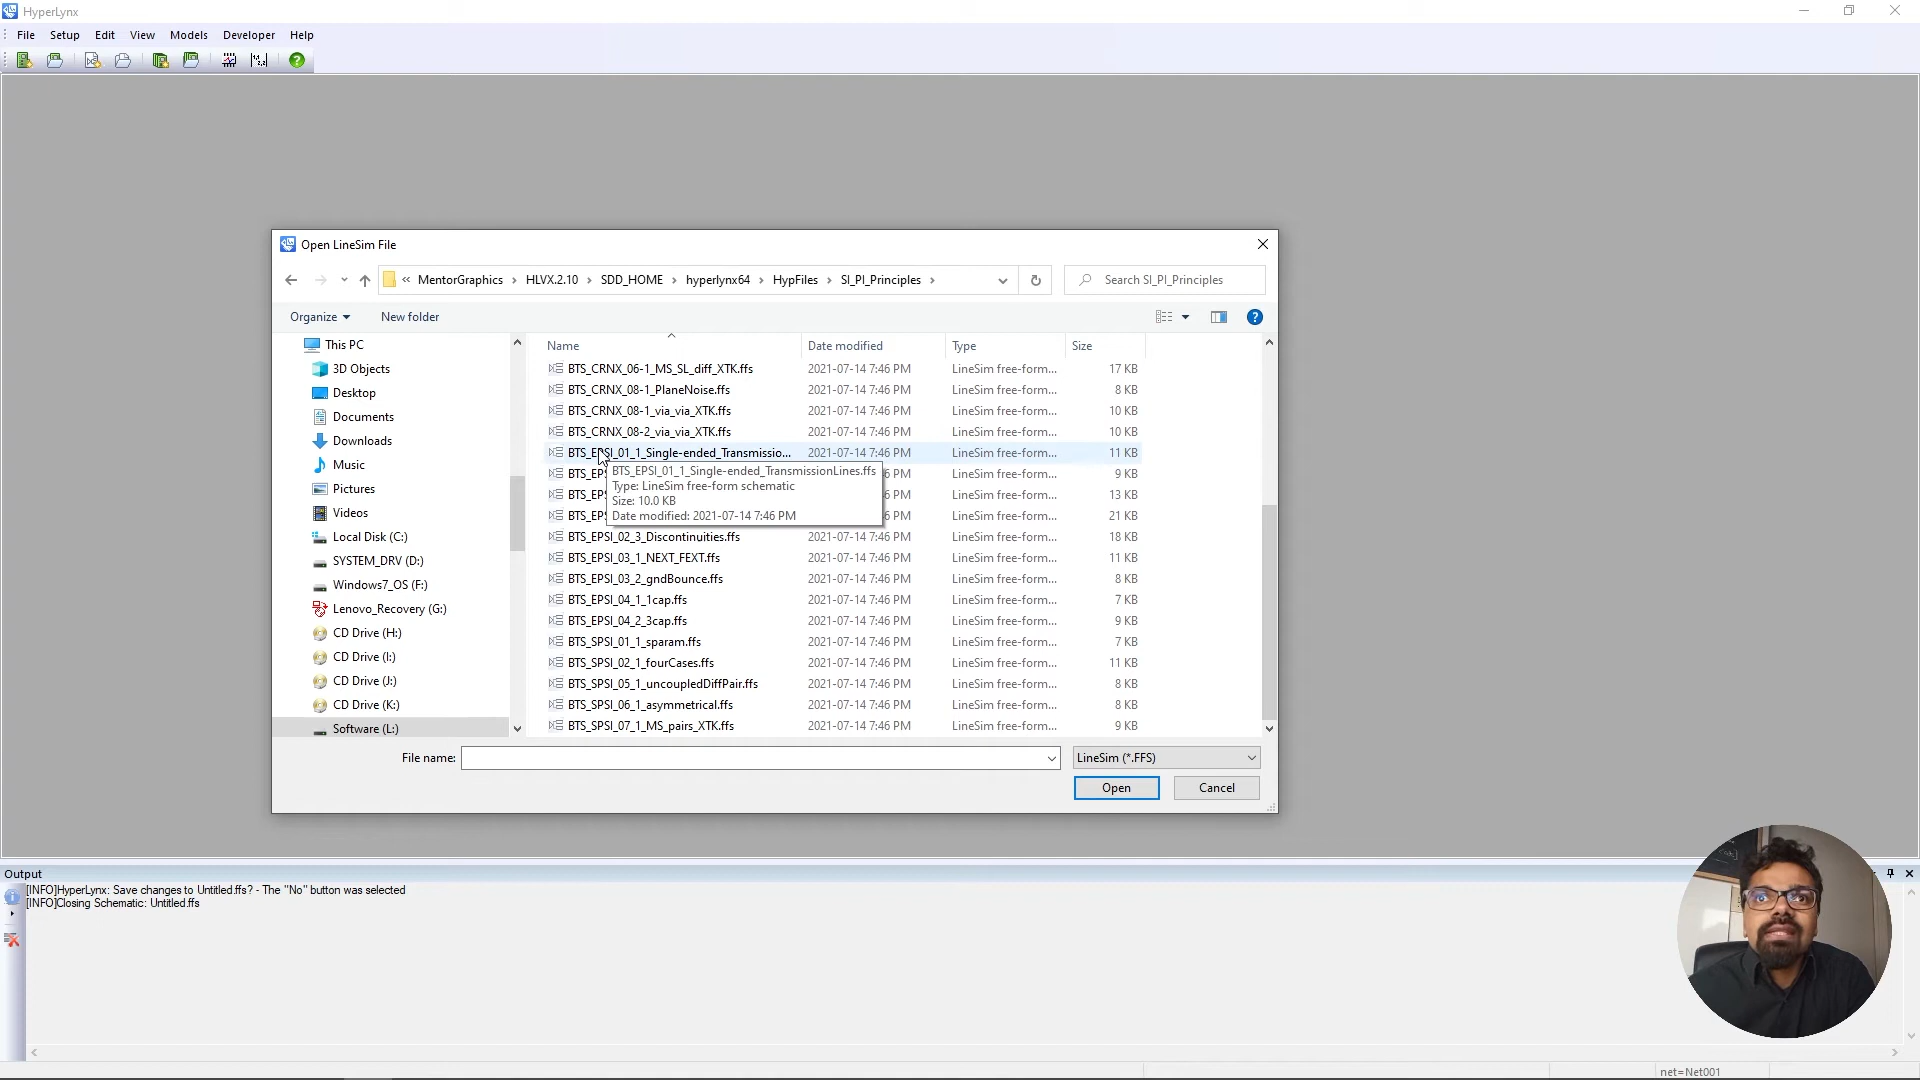 HyperLynx
File Setup Edit View Models Developer Help
Open LineSim File
« MentorGraphics › HLVX.2.10 › SDD_HOME › hyperlynx64 › HypFiles › SI_PI_Principles ›
Search SI_PI_Principles
Organize New folder
Name Date modified Type Size
This PC
3D Objects
Desktop
Documents
Downloads
Music
Pictures
Videos
Local Disk (C:)
SYSTEM_DRV (D:)
Windows7_OS (F:)
Lenovo_Recovery (G:)
CD Drive (H:)
CD Drive (I:)
CD Drive (J:)
CD Drive (K:)
Software (L:)
BTS_CRNX_06-1_MS_SL_diff_XTK.ffs 2021-07-14 7:46 PM LineSim free-form... 17 KB
BTS_CRNX_08-1_PlaneNoise.ffs 2021-07-14 7:46 PM LineSim free-form... 8 KB
BTS_CRNX_08-1_via_via_XTK.ffs 2021-07-14 7:46 PM LineSim free-form... 10 KB
BTS_CRNX_08-2_via_via_XTK.ffs 2021-07-14 7:46 PM LineSim free-form... 10 KB
BTS_EPSI_01_1_Single-ended_Transmissio... 2021-07-14 7:46 PM LineSim free-form... 11 KB
BTS_EPS 6 PM LineSim free-form... 9 KB
BTS_EPS 6 PM LineSim free-form... 13 KB
BTS_EPS 6 PM LineSim free-form... 21 KB
BTS_EPSI_01_1_Single-ended_TransmissionLines.ffs
Type: LineSim free-form schematic
Size: 10.0 KB
Date modified: 2021-07-14 7:46 PM
BTS_EPSI_02_3_Discontinuities.ffs 2021-07-14 7:46 PM LineSim free-form... 18 KB
BTS_EPSI_03_1_NEXT_FEXT.ffs 2021-07-14 7:46 PM LineSim free-form... 11 KB
BTS_EPSI_03_2_gndBounce.ffs 2021-07-14 7:46 PM LineSim free-form... 8 KB
BTS_EPSI_04_1_1cap.ffs 2021-07-14 7:46 PM LineSim free-form... 7 KB
BTS_EPSI_04_2_3cap.ffs 2021-07-14 7:46 PM LineSim free-form... 9 KB
BTS_SPSI_01_1_sparam.ffs 2021-07-14 7:46 PM LineSim free-form... 7 KB
BTS_SPSI_02_1_fourCases.ffs 2021-07-14 7:46 PM LineSim free-form... 11 KB
BTS_SPSI_05_1_uncoupledDiffPair.ffs 2021-07-14 7:46 PM LineSim free-form... 8 KB
BTS_SPSI_06_1_asymmetrical.ffs 2021-07-14 7:46 PM LineSim free-form... 8 KB
BTS_SPSI_07_1_MS_pairs_XTK.ffs 2021-07-14 7:46 PM LineSim free-form... 9 KB
File name: LineSim (*.FFS)
Open Cancel
Output
[INFO]HyperLynx: Save changes to Untitled.ffs? - The "No" button was selected
[INFO]Closing Schematic: Untitled.ffs
net=Net001